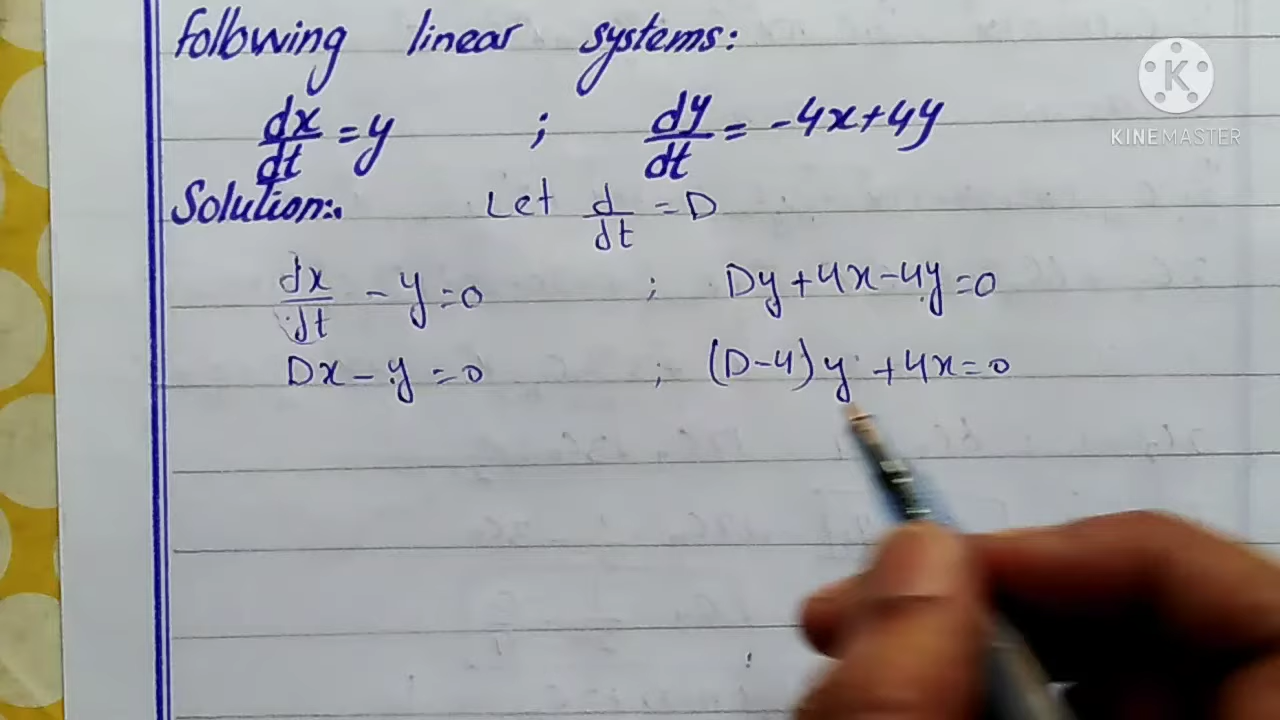 Following linear systems:
dx/dt = y ; dy/dt = -4x+4y
Solution:. Let d/dt = D
dx/dt - y = 0 ; Dy+4x-4y=0
Dx - y = 0 ; (D-4)y + 4x = 0
K
KINEMASTER